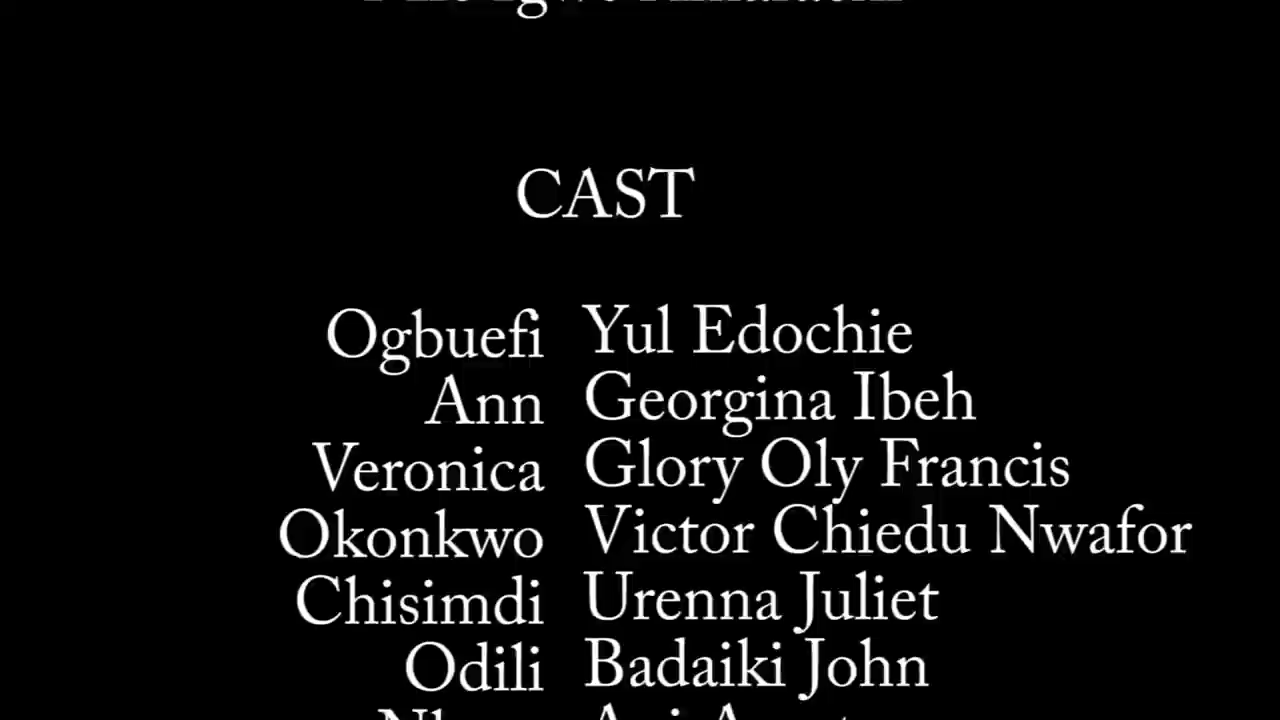 CAST
Ogbuefi Yul Edochie
Ann Georgina Ibeh
Veronica Glory Oly Francis
Okonkwo Victor Chiedu Nwafor
Chisimdi Urenna Juliet
Odili Badaiki John